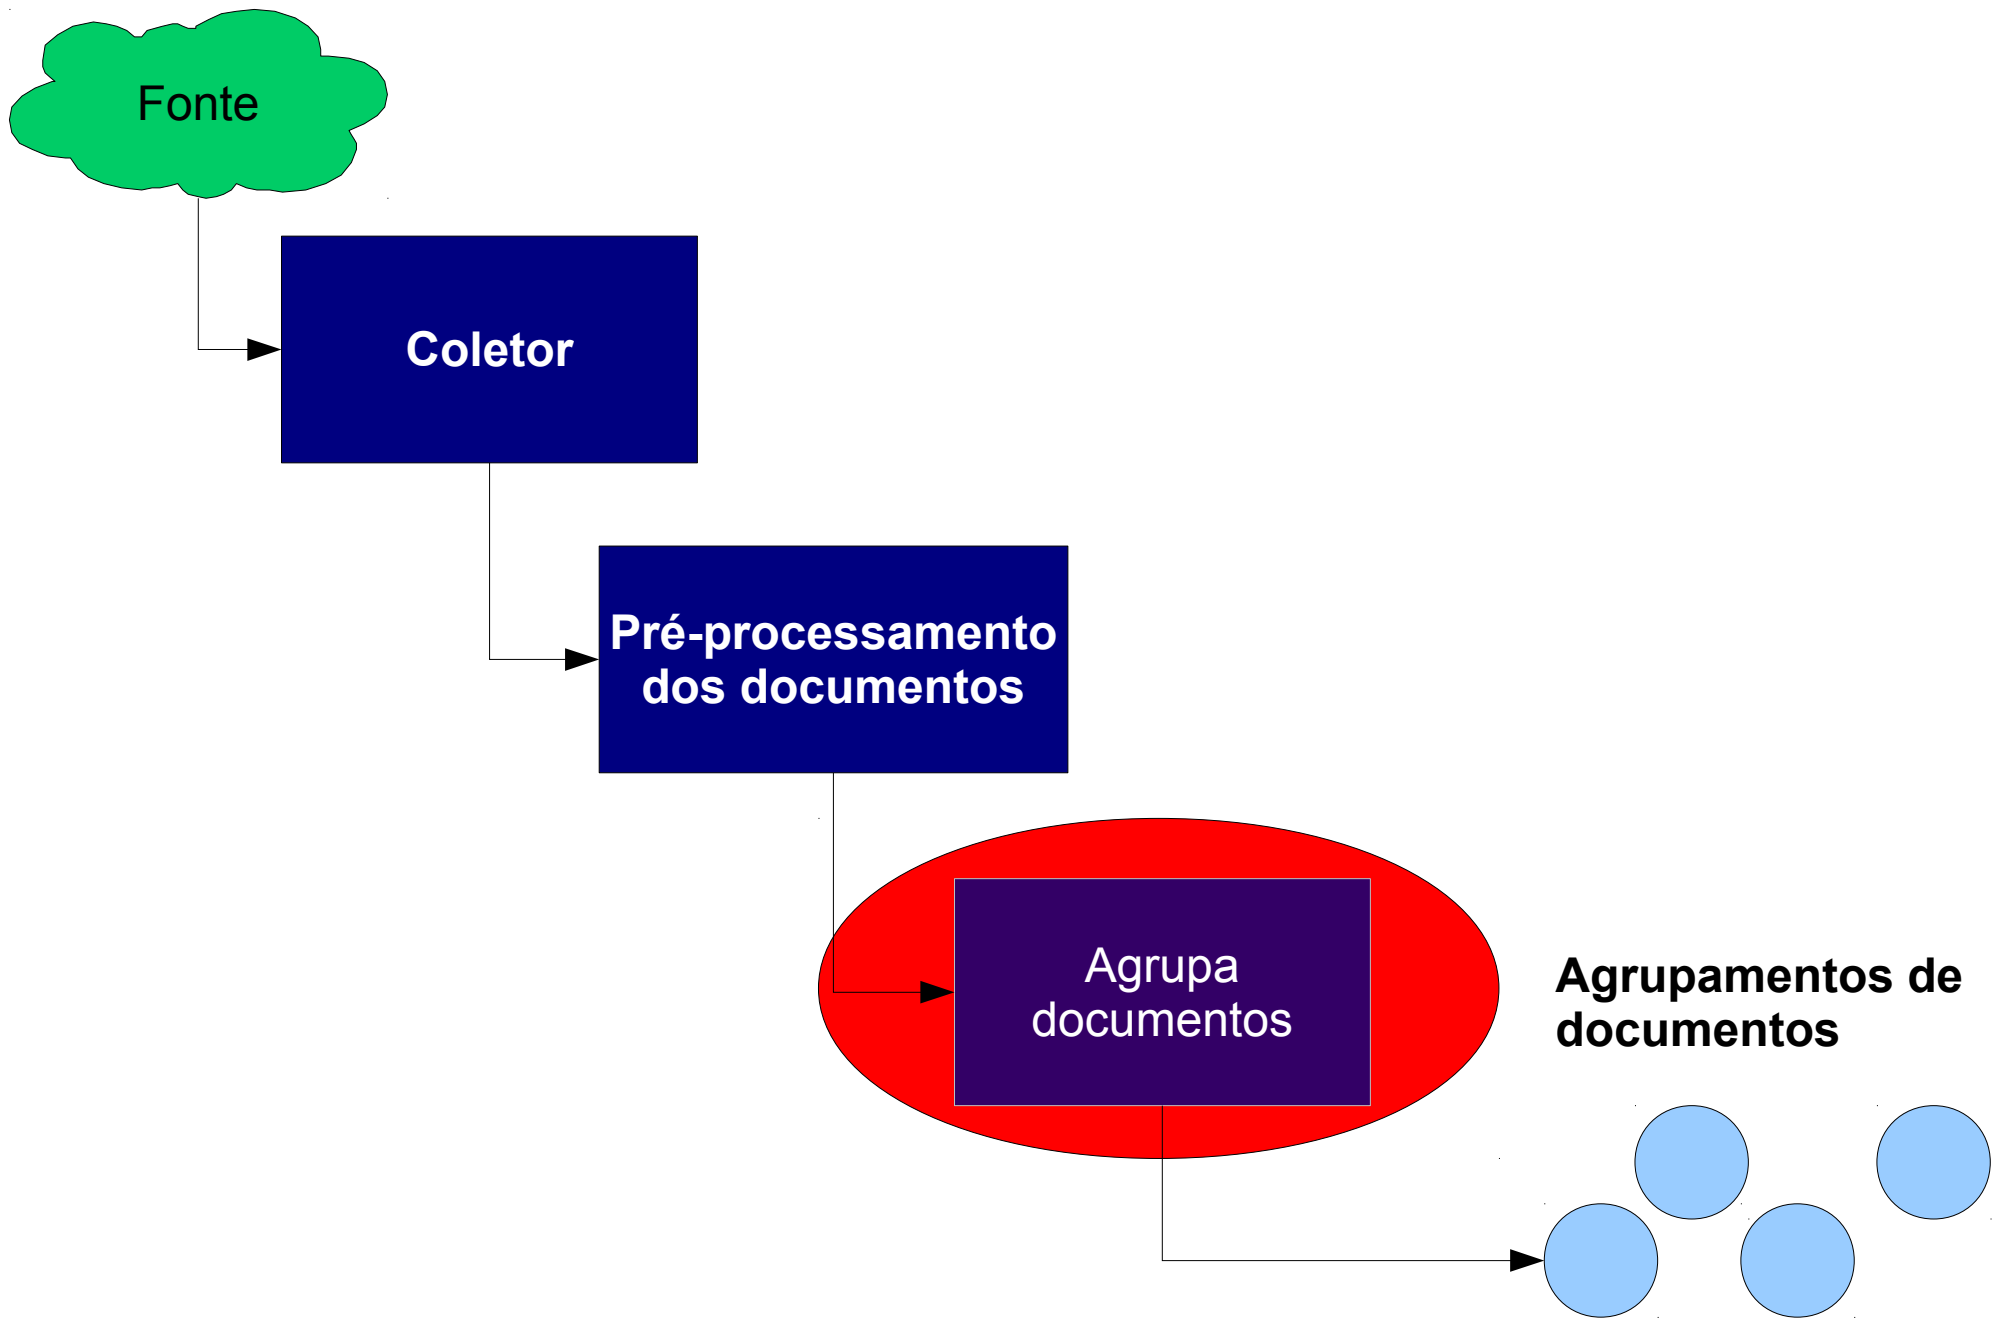 Fonte
Coletor
Pré-processamento
dos documentos
Agrupa
documentos
Agrupamentos de
documentos